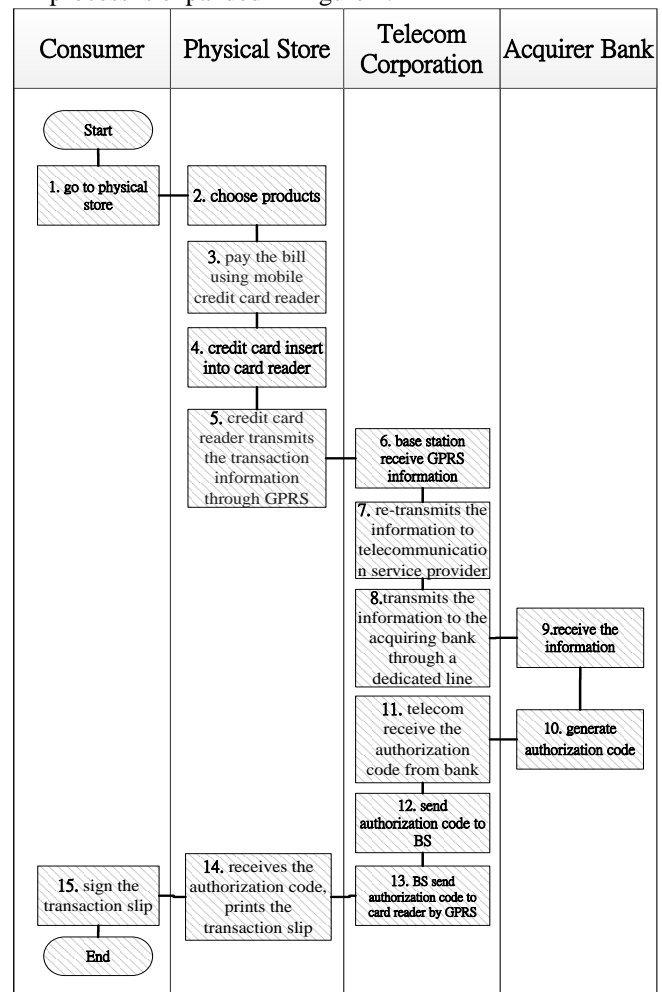 Consumer
Physical Store
Telecom
Corporation
Acquirer Bank
Start
1. go to physical
store
2. choose products
3. pay the bill
using mobile
credit card reader
4. credit card insert
into card reader
5. credit card
reader transmits
the transaction
information
through GPRS
6. base station
receive GPRS
information
7. re-transmits the
information to
telecommunicatio
n service provider
8.transmits the
information to the
acquiring bank
through a
dedicated line
9.receive the
information
10. generate
authorization code
11. telecom
receive the
authorization
code from bank
12. send
authorization code to
BS
13. BS send
authorization code to
card reader by GPRS
14. receives the
authorization code,
prints the
transaction slip
15. sign the
transaction slip
End